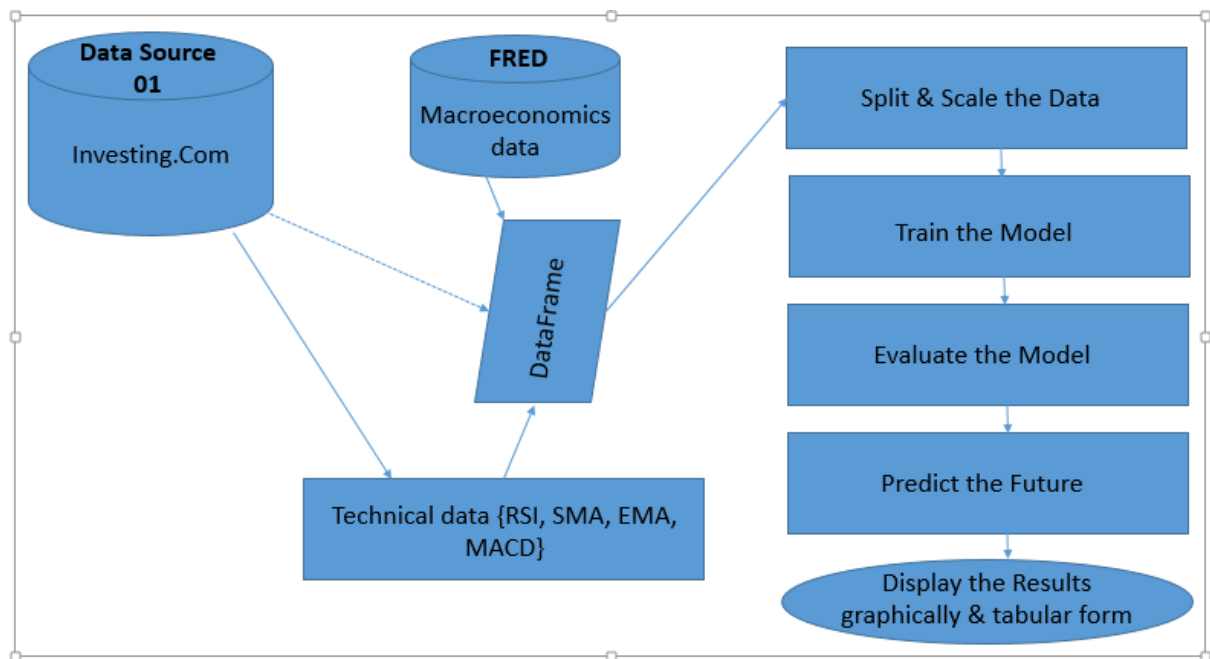 Data Source
01
Investing.Com
FRED
Macroeconomics
data
DataFrame
Technical data {RSI, SMA, EMA,
MACD}
Split & Scale the Data
Train the Model
Evaluate the Model
Predict the Future
Display the Results
graphically & tabular form